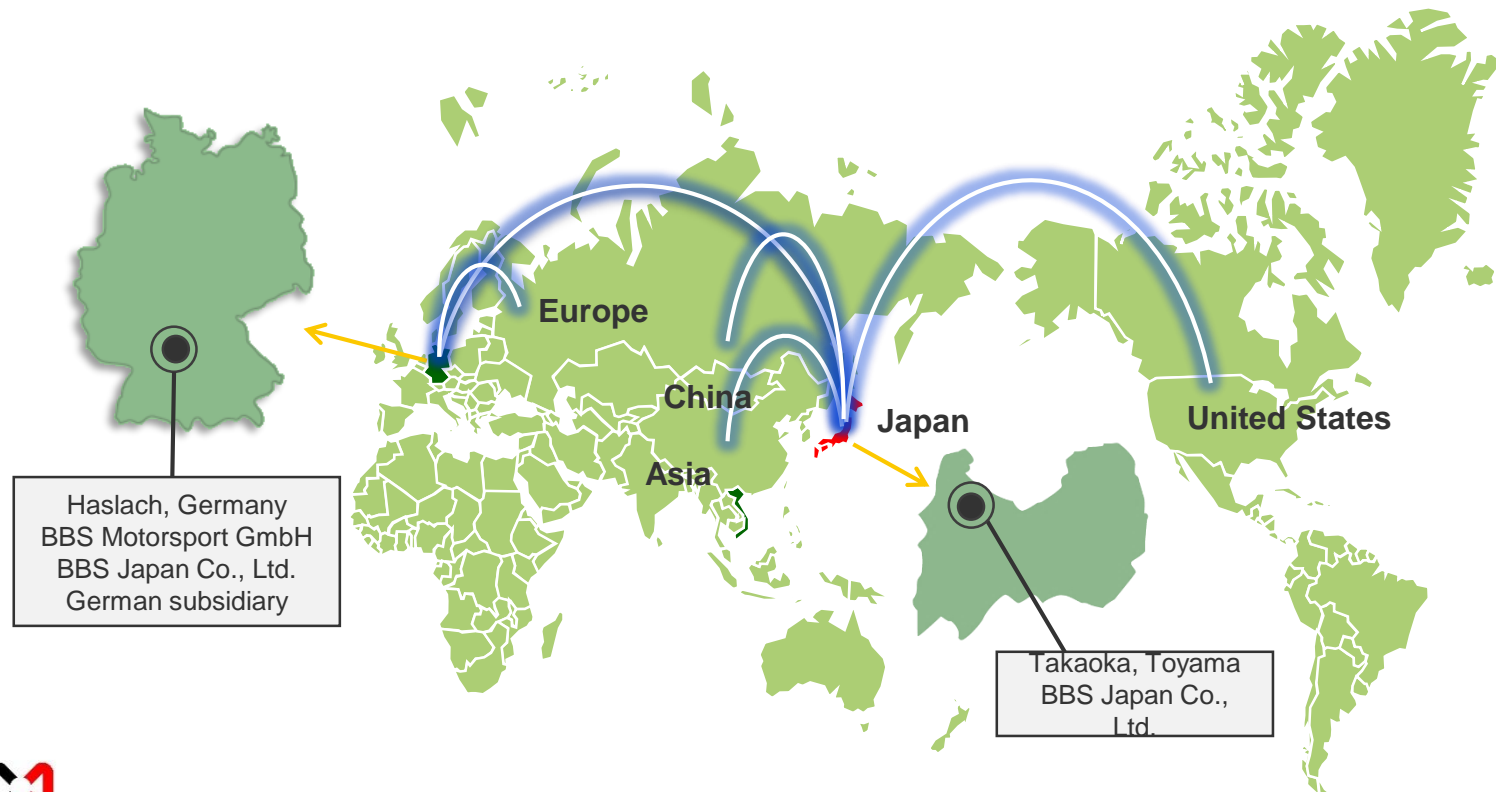 Europe
China
Japan
United States
Asia
Haslach, Germany
BBS Motorsport GmbH
BBS Japan Co., Ltd.
German subsidiary
Takaoka, Toyama
BBS Japan Co.,
Ltd.